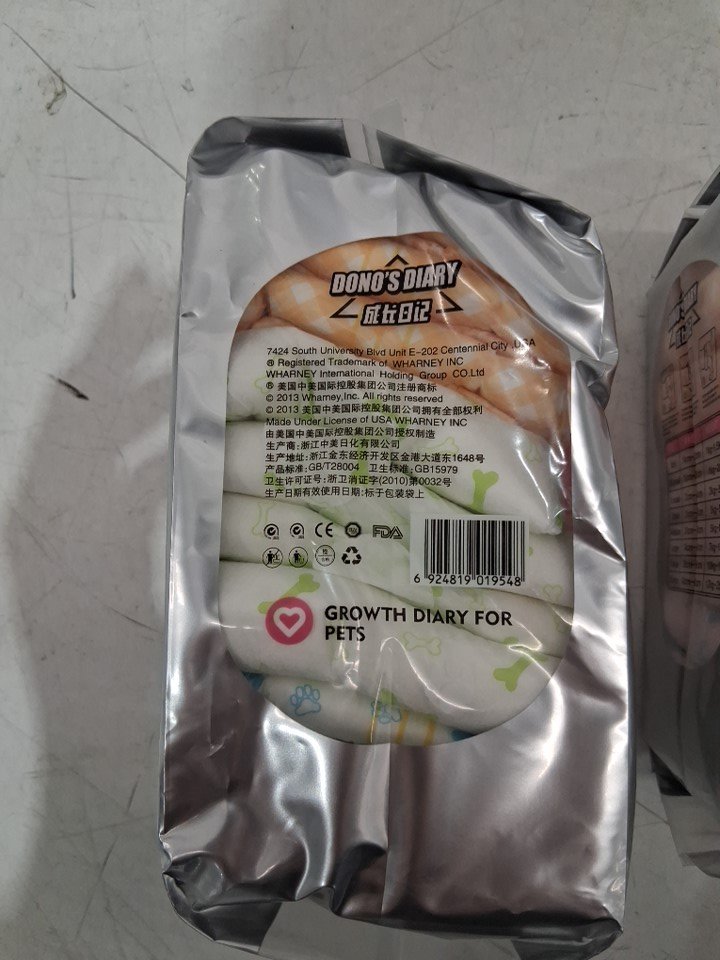 DONO'S DIARY
成长日记
7424 South University Blvd Unit E-202 Centennial City ,USA
® Registered Trademark of WHARNEY INC
WHARNEY International Holding Group CO.Ltd
® 美国中美国际控股集团公司注册商标
© 2013 Wharney,Inc. All rights reserved
© 2013 美国中美国际控股集团公司拥有全部权利
Made Under License of USA WHARNEY INC
由美国中美国际控股集团公司授权制造
生产商:浙江中美日化有限公司
生产地址:浙江金东经济开发区金港大道东1648号
产品标准:GB/T28004 卫生标准:GB15979
卫生许可证号:浙卫消证字(2010)第0032号
生产日期有效使用日期:标于包装袋上
CE FDA
6 924819 019548
GROWTH DIARY FOR
PETS
DIARY